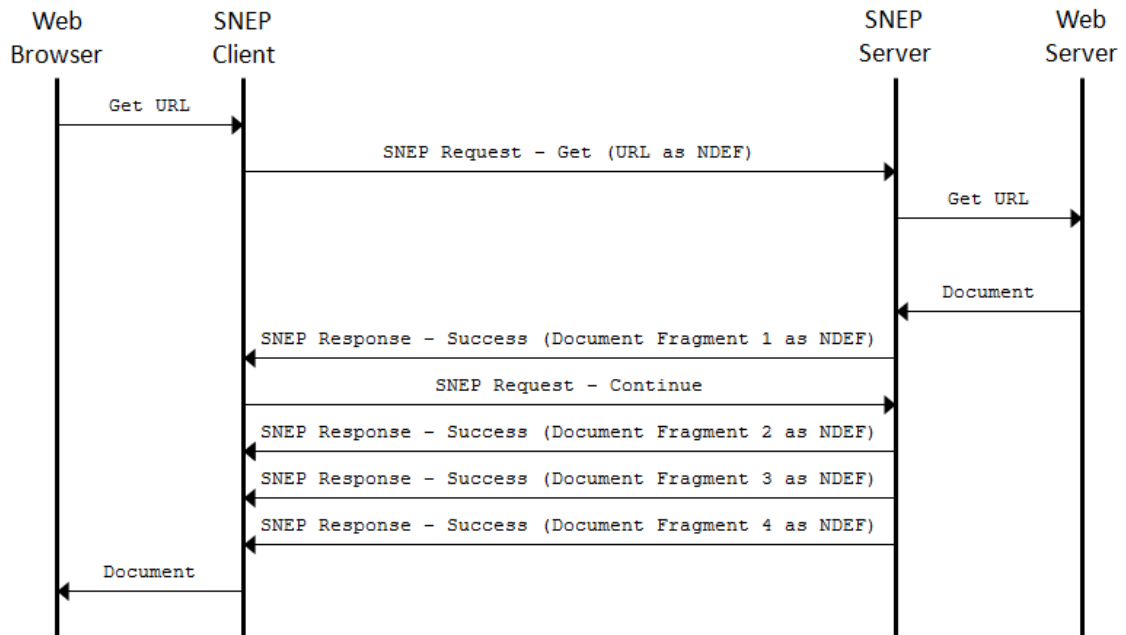 Web SNEP SNEP Web
Browser Client Server Server
Get URL
SNEP Request – Get (URL as NDEF)
Get URL
Document
SNEP Response – Success (Document Fragment 1 as NDEF)
SNEP Request – Continue
SNEP Response – Success (Document Fragment 2 as NDEF)
SNEP Response – Success (Document Fragment 3 as NDEF)
SNEP Response – Success (Document Fragment 4 as NDEF)
Document